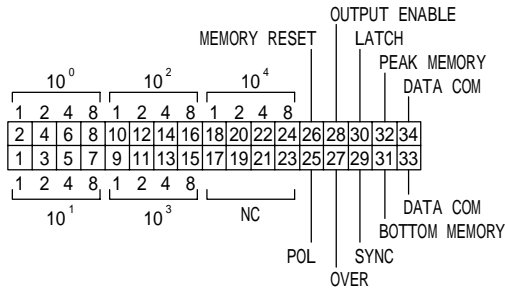 OUTPUT ENABLE
MEMORY RESET LATCH
PEAK MEMORY
10⁰ 10² 10⁴ DATA COM
1 2 4 8 1 2 4 8 1 2 4 8
2 4 6 8 10 12 14 16 18 20 22 24 26 28 30 32 34
1 3 5 7 9 11 13 15 17 19 21 23 25 27 29 31 33
1 2 4 8 1 2 4 8
10¹ 10³ NC DATA COM
BOTTOM MEMORY
POL SYNC
OVER